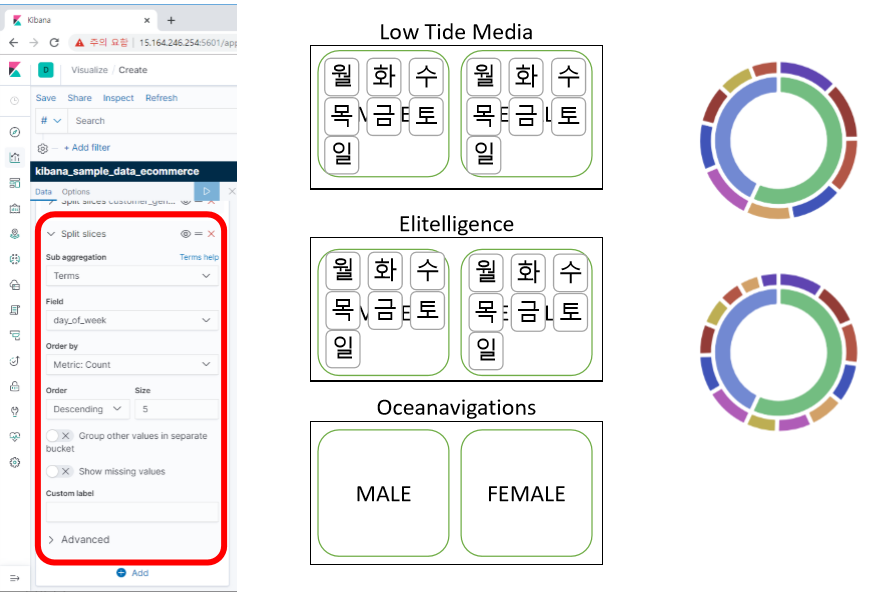 Kibana
주의 요함
15.164.246.254:5601/app
D
Visualize / Create
Save Share Inspect Refresh
# Search
+ Add filter
kibana_sample_data_ecommerce
Data Options
Split slices customer_gen...
Split slices
Sub aggregation Terms help
Terms
Field
day_of_week
Order by
Metric: Count
Order Size
Descending 5
Group other values in separate
bucket
Show missing values
Custom label
Advanced
Add
Low Tide Media
월 화 수 월 화 수
목 금 토 목 금 토
일 일
Elitelligence
월 화 수 월 화 수
목 금 토 목 금 토
일 일
Oceanavigations
MALE FEMALE